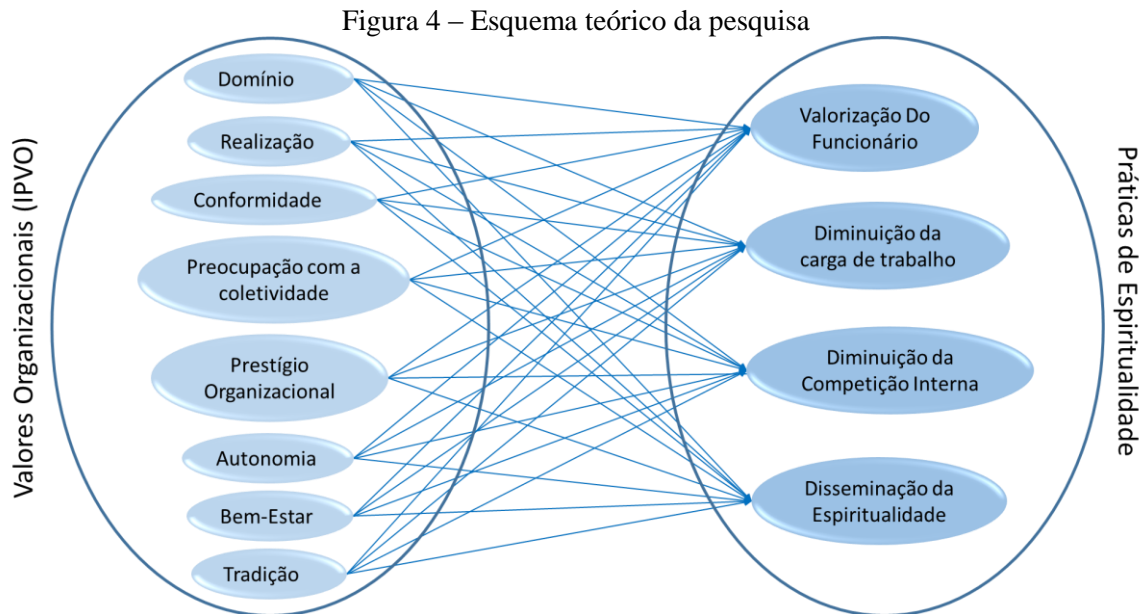 Figura 4 – Esquema teórico da pesquisa
Valores Organizacionais (IPVO)
Domínio
Realização
Conformidade
Preocupação com a
coletividade
Prestígio
Organizacional
Autonomia
Bem-Estar
Tradição
Valorização Do
Funcionário
Diminuição da
carga de trabalho
Diminuição da
Competição Interna
Disseminação da
Espiritualidade
Práticas de Espiritualidade